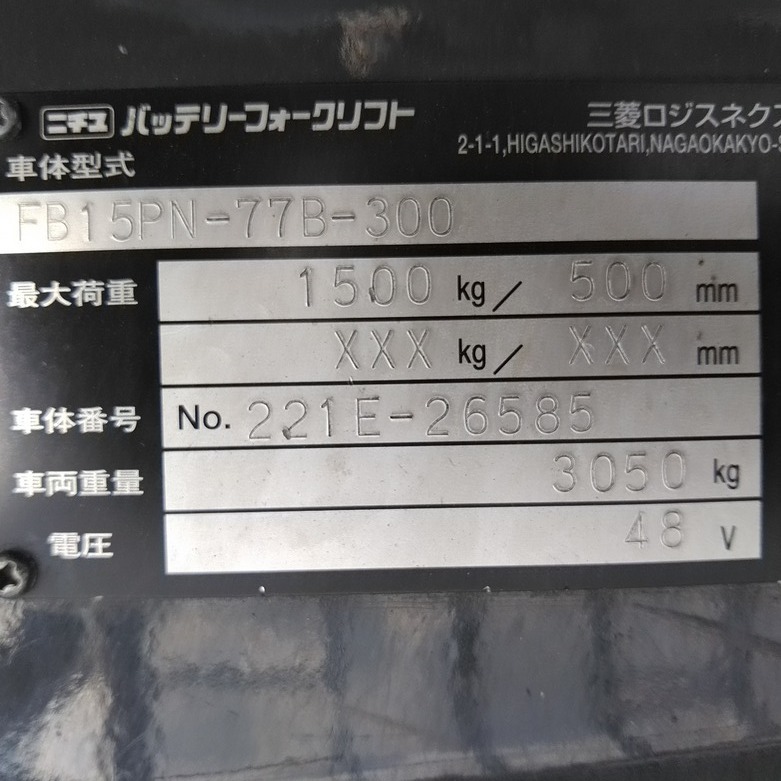 ニチユ バッテリーフォークリフト
三菱ロジスネクス
2-1-1,HIGASHIKOTARI,NAGAOKAKYO-S
車体型式
FB15PN-77B-300
最大荷重 1500 kg／ 500 mm
XXX kg／ XXX mm
車体番号 No. 221E-26585
車両重量 3050 kg
電圧 48 V